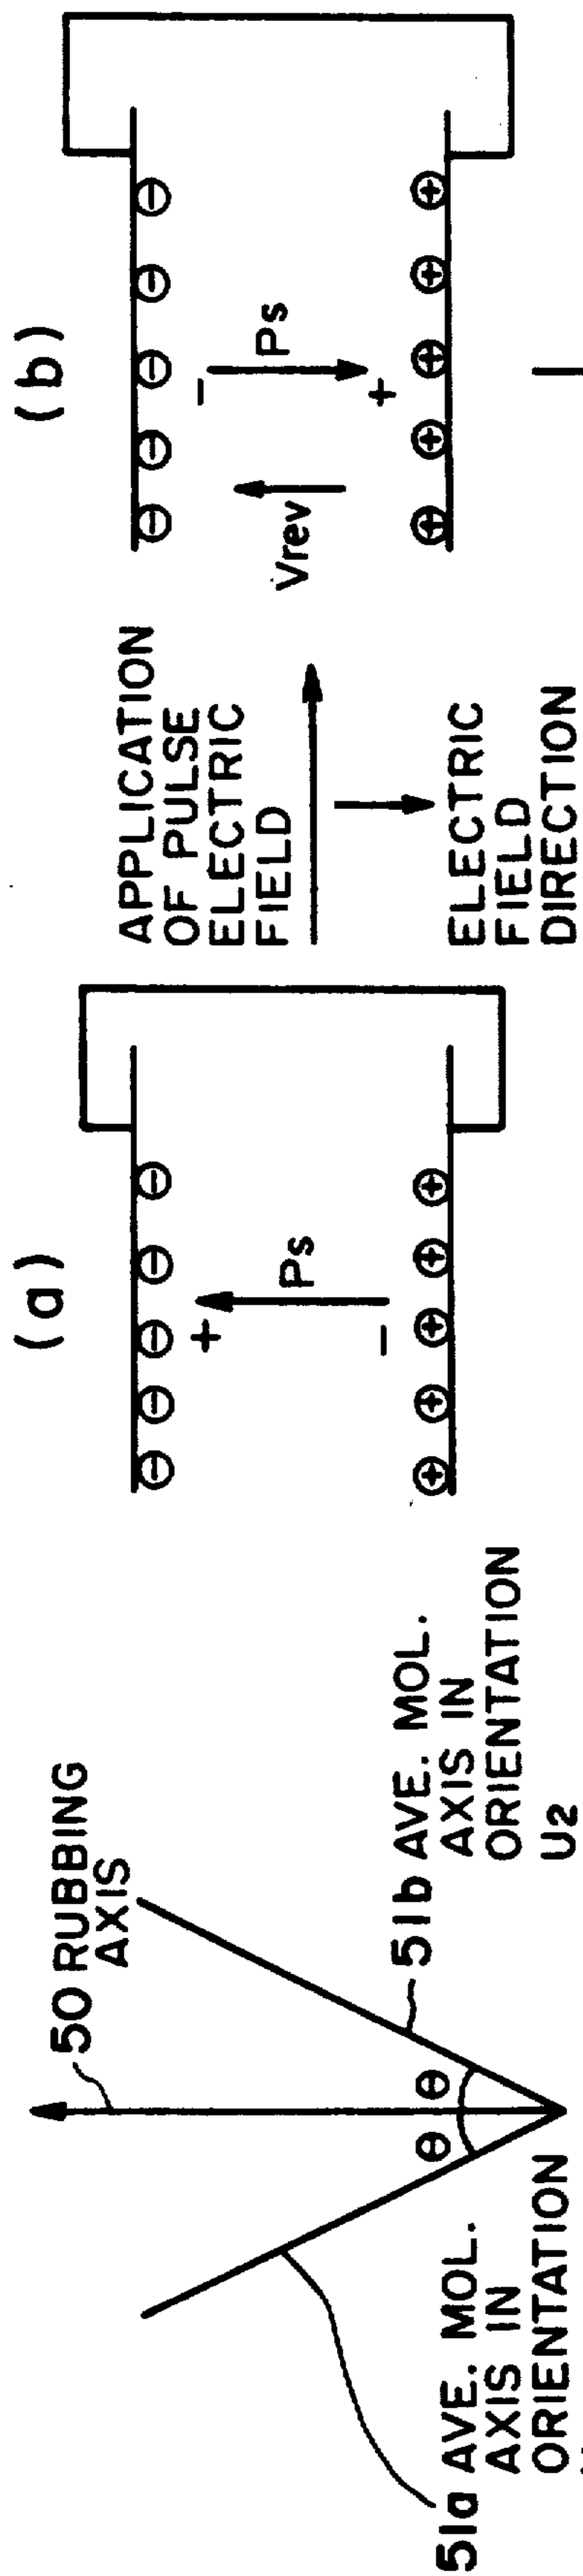 50 RUBBING
AXIS
θ θ
51a AVE. MOL.
AXIS IN
ORIENTATION
51b AVE. MOL.
AXIS IN
ORIENTATION
U2
(a)
− − − − −
+
Ps
−
+ + + + +
APPLICATION
OF PULSE
ELECTRIC
FIELD
ELECTRIC
FIELD
DIRECTION
(b)
− − − − −
−
Vrev
Ps
+
+ + + + +